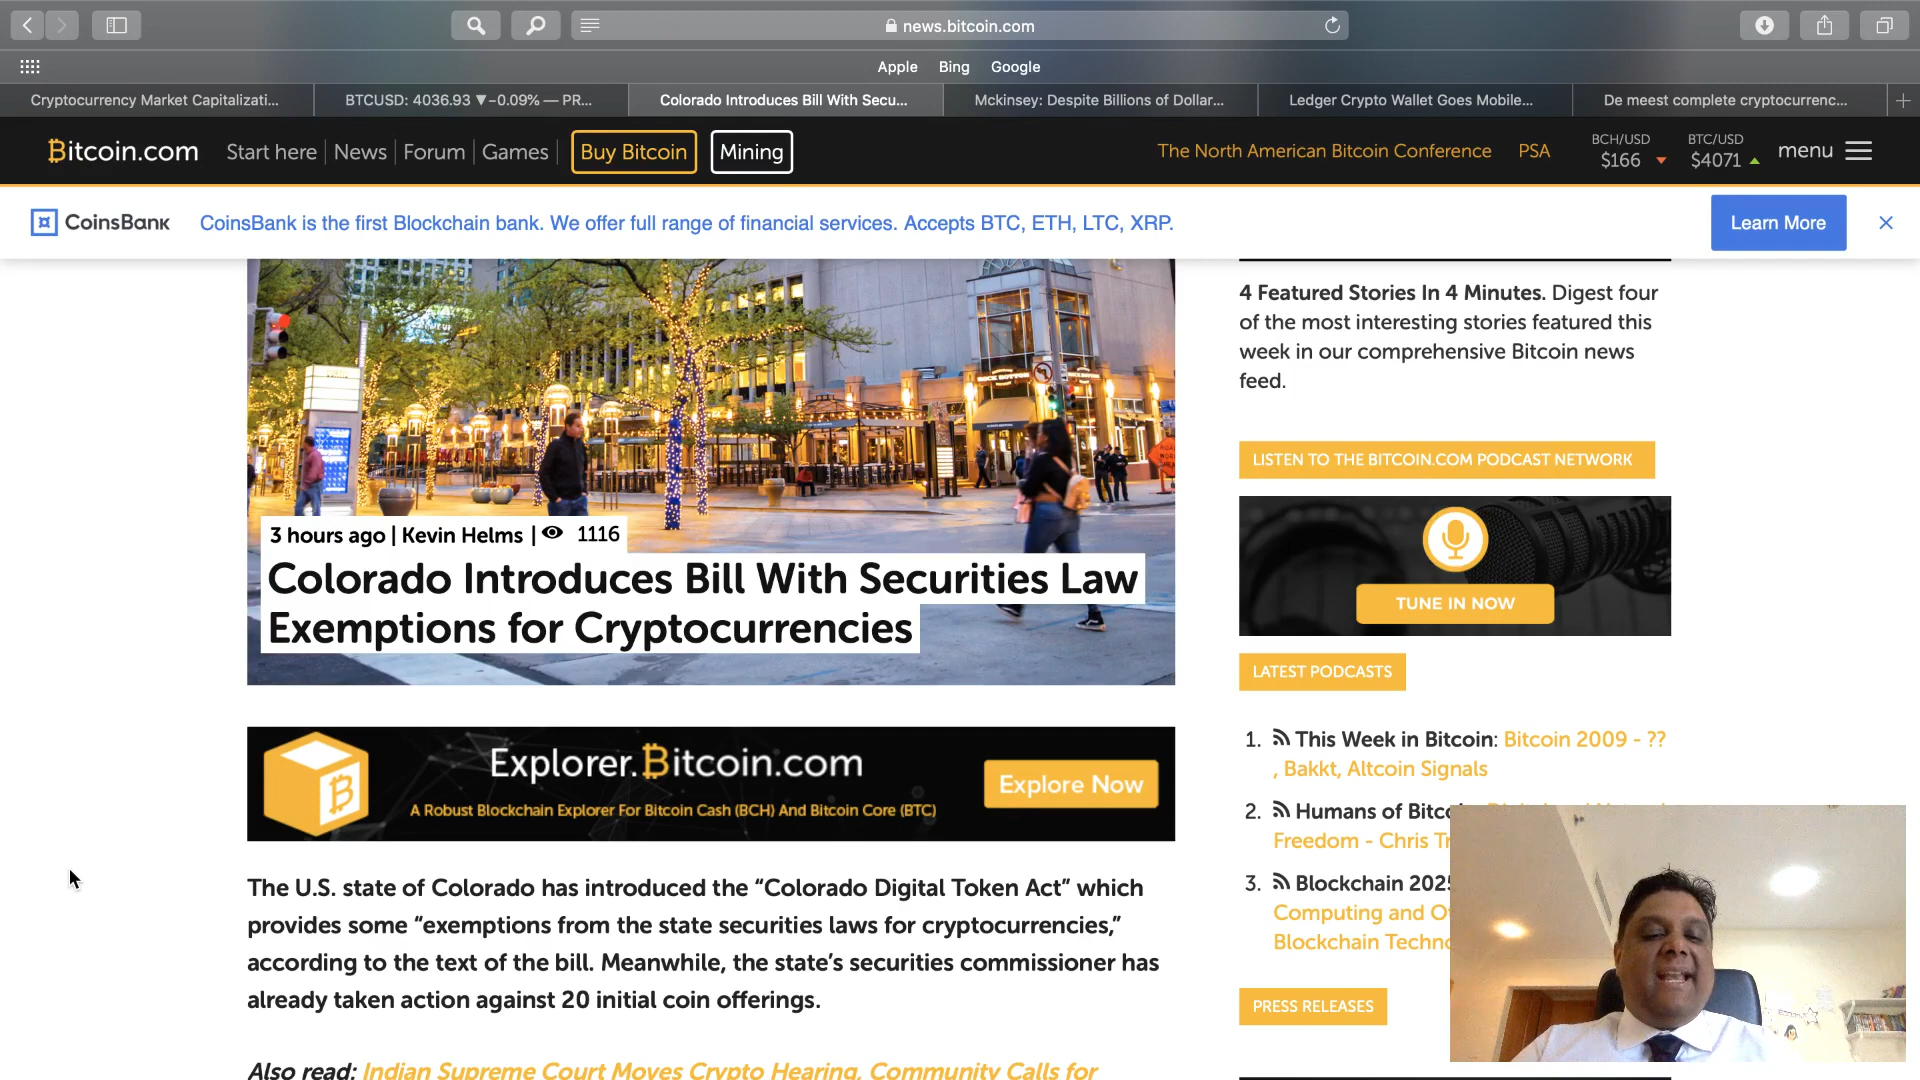 news.bitcoin.com
Apple Bing Google
Cryptocurrency Market Capitalizati...
BTCUSD: 4036.93 ▼−0.09% — PR...
Colorado Introduces Bill With Secu...
Mckinsey: Despite Billions of Dollar...
Ledger Crypto Wallet Goes Mobile...
De meest complete cryptocurrenc...
Bitcoin.com
Start here | News | Forum | Games |
Buy Bitcoin
Mining
The North American Bitcoin Conference
PSA
BCH/USD
$166
BTC/USD
$4071
menu
CoinsBank
CoinsBank is the first Blockchain bank. We offer full range of financial services. Accepts BTC, ETH, LTC, XRP.
Learn More
3 hours ago | Kevin Helms | 1116
Colorado Introduces Bill With Securities Law
Exemptions for Cryptocurrencies
Explorer.Bitcoin.com
A Robust Blockchain Explorer For Bitcoin Cash (BCH) And Bitcoin Core (BTC)
Explore Now
The U.S. state of Colorado has introduced the “Colorado Digital Token Act” which
provides some “exemptions from the state securities laws for cryptocurrencies,”
according to the text of the bill. Meanwhile, the state’s securities commissioner has
already taken action against 20 initial coin offerings.
Also read: Indian Supreme Court Moves Crypto Hearing, Community Calls for
4 Featured Stories In 4 Minutes. Digest four
of the most interesting stories featured this
week in our comprehensive Bitcoin news
feed.
LISTEN TO THE BITCOIN.COM PODCAST NETWORK
TUNE IN NOW
LATEST PODCASTS
1. This Week in Bitcoin: Bitcoin 2009 - ??
, Bakkt, Altcoin Signals
2. Humans of Bitco
Freedom - Chris Tr
3. Blockchain 2025
Computing and O
Blockchain Techno
PRESS RELEASES